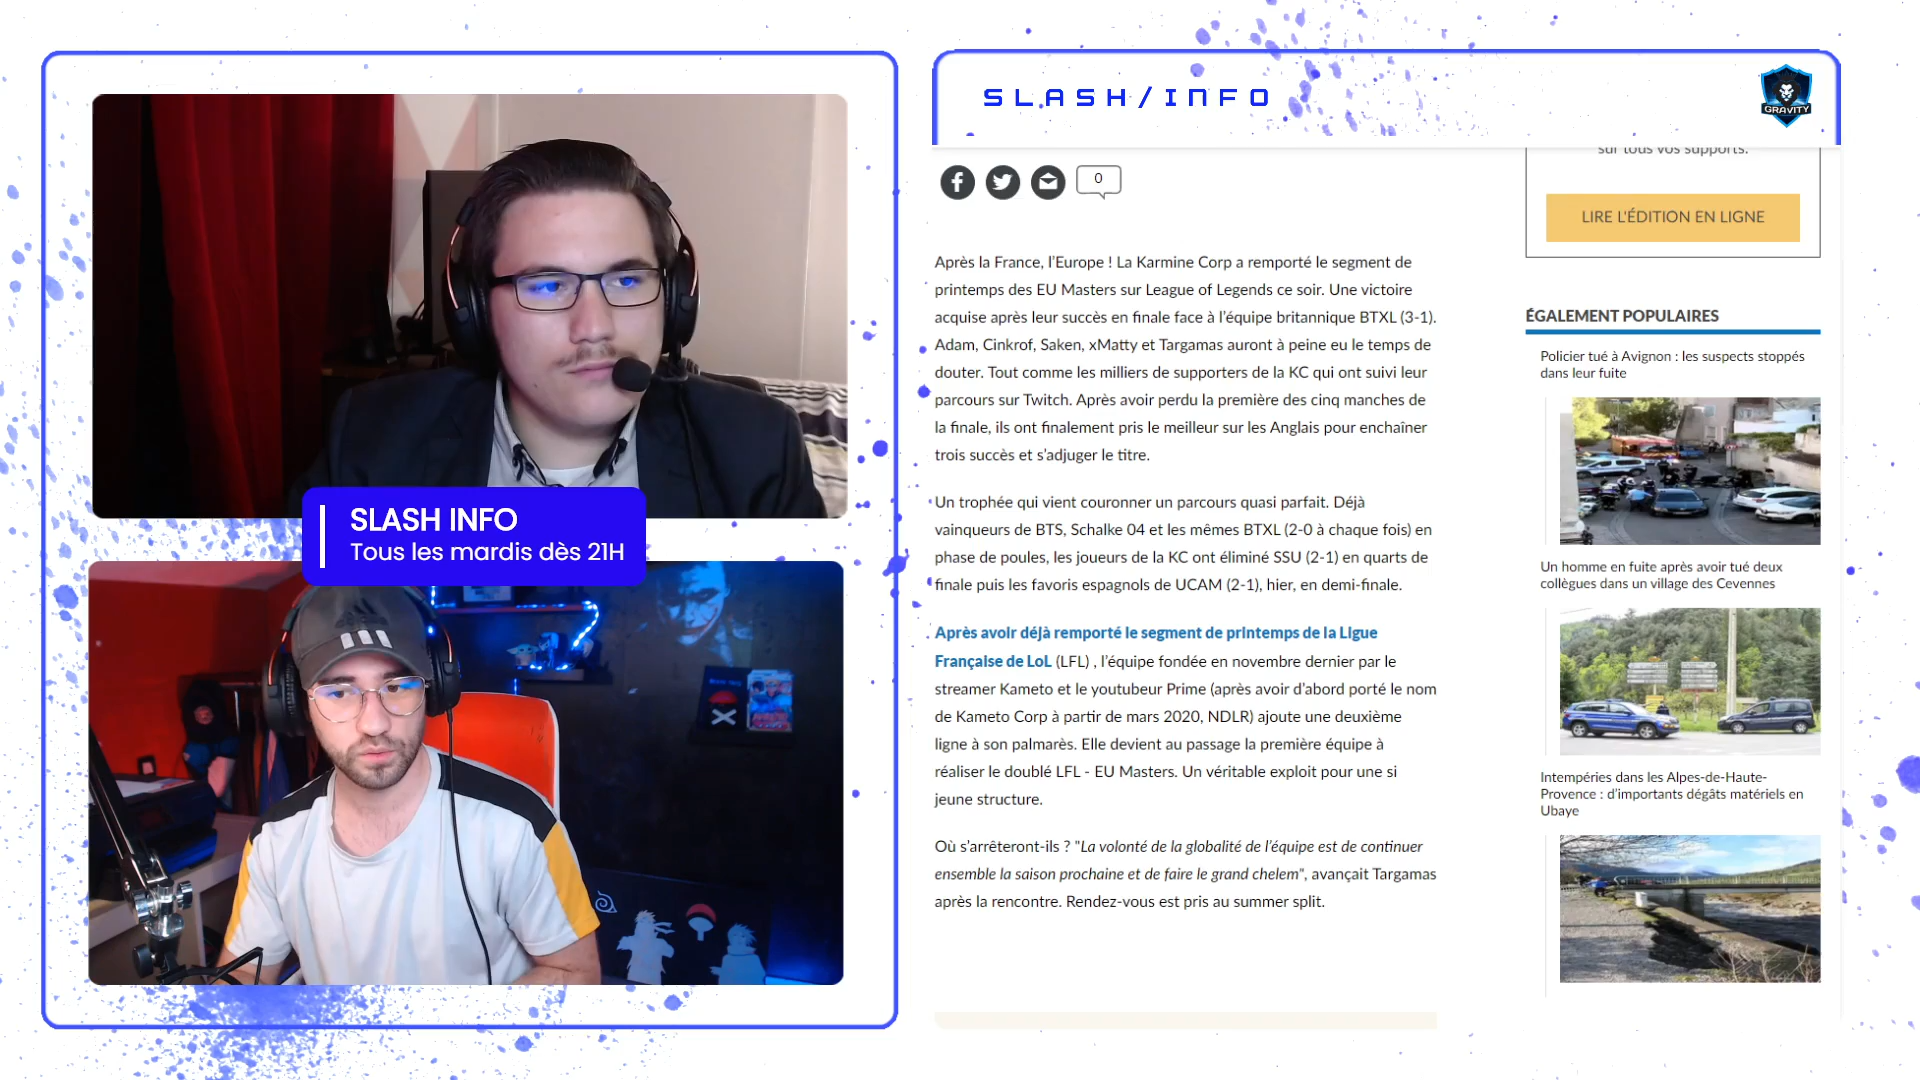 SLASH/INFO
GRAVITY
SLASH INFO
Tous les mardis dès 21H
0
Après la France, l'Europe ! La Karmine Corp a remporté le segment de
printemps des EU Masters sur League of Legends ce soir. Une victoire
acquise après leur succès en finale face à l'équipe britannique BTXL (3-1).
Adam, Cinkrof, Saken, xMatty et Targamas auront à peine eu le temps de
douter. Tout comme les milliers de supporters de la KC qui ont suivi leur
parcours sur Twitch. Après avoir perdu la première des cinq manches de
la finale, ils ont finalement pris le meilleur sur les Anglais pour enchaîner
trois succès et s'adjuger le titre.
Un trophée qui vient couronner un parcours quasi parfait. Déjà
vainqueurs de BTS, Schalke 04 et les mêmes BTXL (2-0 à chaque fois) en
phase de poules, les joueurs de la KC ont éliminé SSU (2-1) en quarts de
finale puis les favoris espagnols de UCAM (2-1), hier, en demi-finale.
Après avoir déjà remporté le segment de printemps de la Ligue
Française de LoL (LFL) , l'équipe fondée en novembre dernier par le
streamer Kameto et le youtubeur Prime (après avoir d'abord porté le nom
de Kameto Corp à partir de mars 2020, NDLR) ajoute une deuxième
ligne à son palmarès. Elle devient au passage la première équipe à
réaliser le doublé LFL - EU Masters. Un véritable exploit pour une si
jeune structure.
Où s'arrêteront-ils ? "La volonté de la globalité de l'équipe est de continuer
ensemble la saison prochaine et de faire le grand chelem", avançait Targamas
après la rencontre. Rendez-vous est pris au summer split.
sur tous vos supports.
LIRE L'ÉDITION EN LIGNE
ÉGALEMENT POPULAIRES
Policier tué à Avignon : les suspects stoppés
dans leur fuite
Un homme en fuite après avoir tué deux
collègues dans un village des Cevennes
Intempéries dans les Alpes-de-Haute-
Provence : d'importants dégâts matériels en
Ubaye